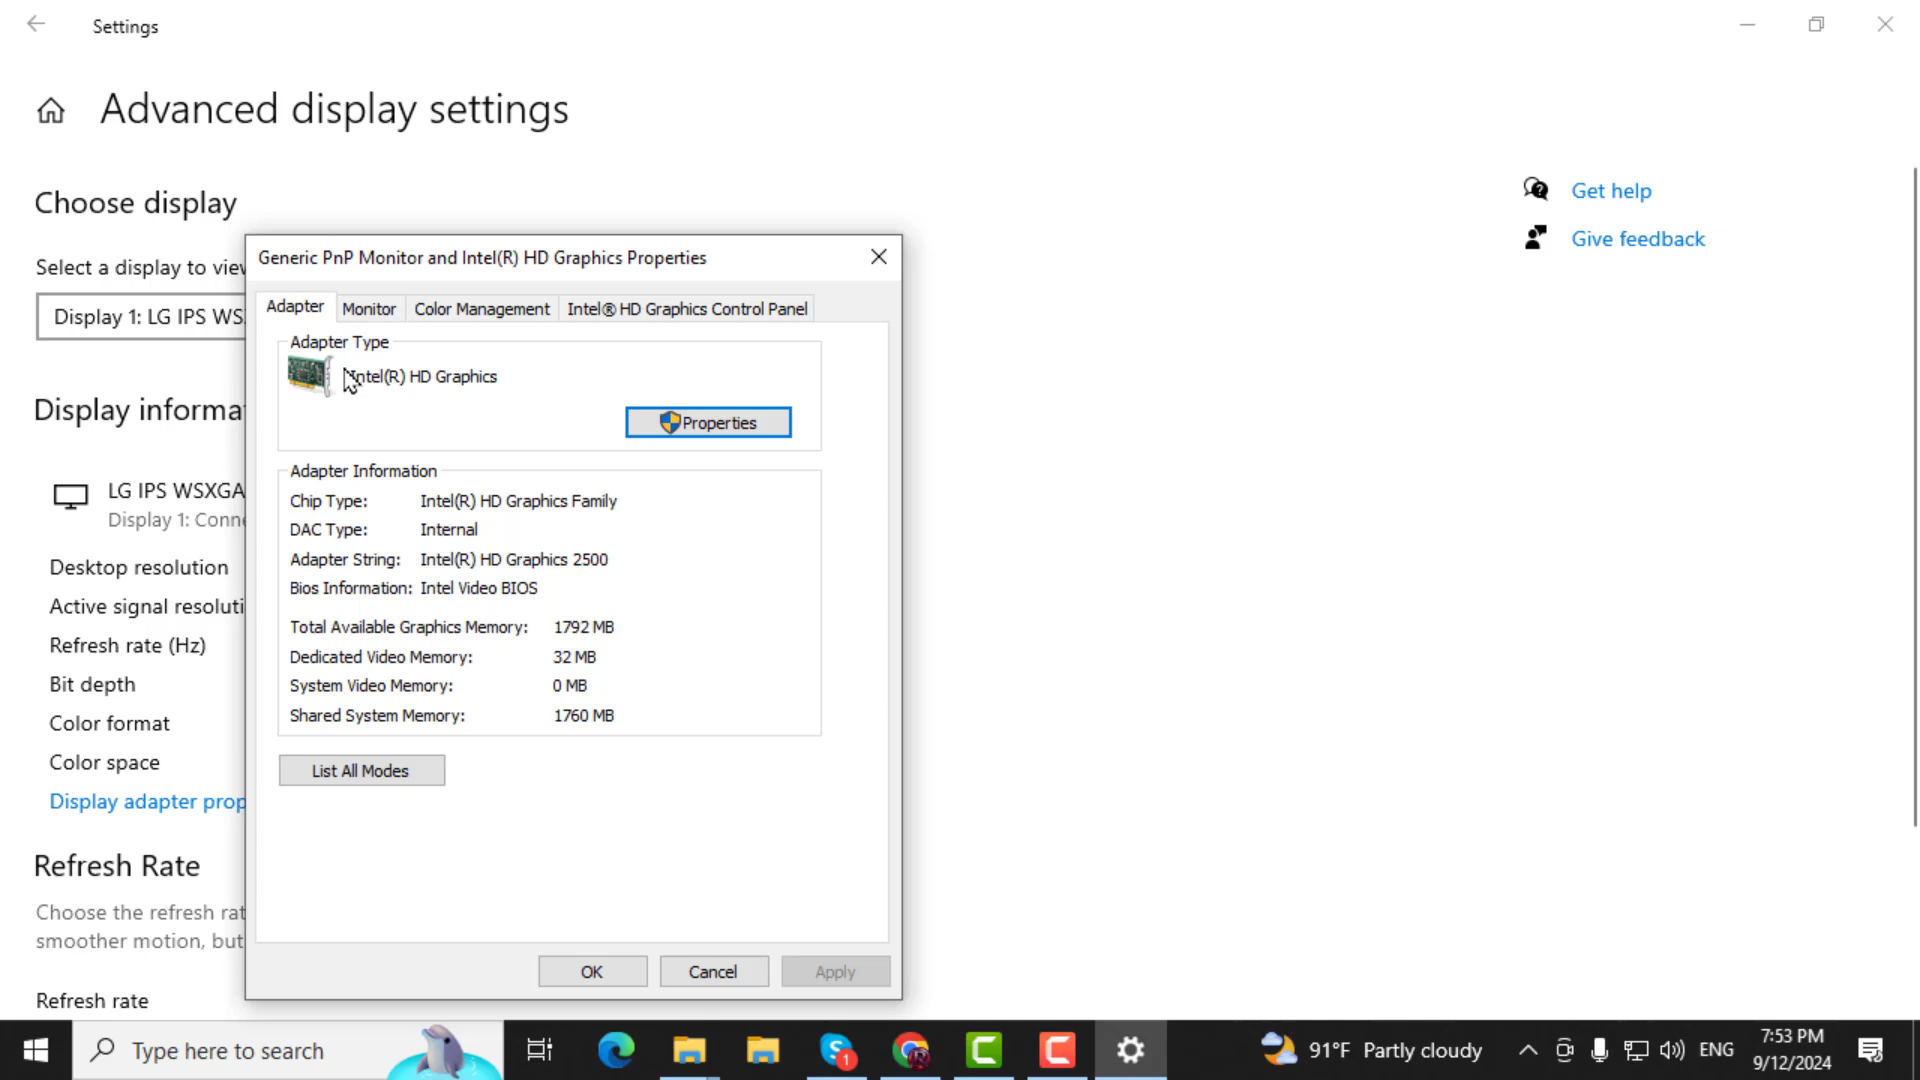 Settings
Advanced display settings
Get help
Give feedback
Choose display
Select a display to view
Display 1: LG IPS WS
Display informa
LG IPS WSXGA
Display 1: Conne
Desktop resolution
Active signal resoluti
Refresh rate (Hz)
Bit depth
Color format
Color space
Display adapter prop
Refresh Rate
Choose the refresh rat
smoother motion, but
Refresh rate
Generic PnP Monitor and Intel(R) HD Graphics Properties
Adapter Monitor Color Management Intel® HD Graphics Control Panel
Adapter Type
Intel(R) HD Graphics
Properties
Adapter Information
Chip Type: Intel(R) HD Graphics Family
DAC Type: Internal
Adapter String: Intel(R) HD Graphics 2500
Bios Information: Intel Video BIOS
Total Available Graphics Memory: 1792 MB
Dedicated Video Memory: 32 MB
System Video Memory: 0 MB
Shared System Memory: 1760 MB
List All Modes
OK Cancel Apply
Type here to search
1
91°F Partly cloudy
ENG
7:53 PM
9/12/2024